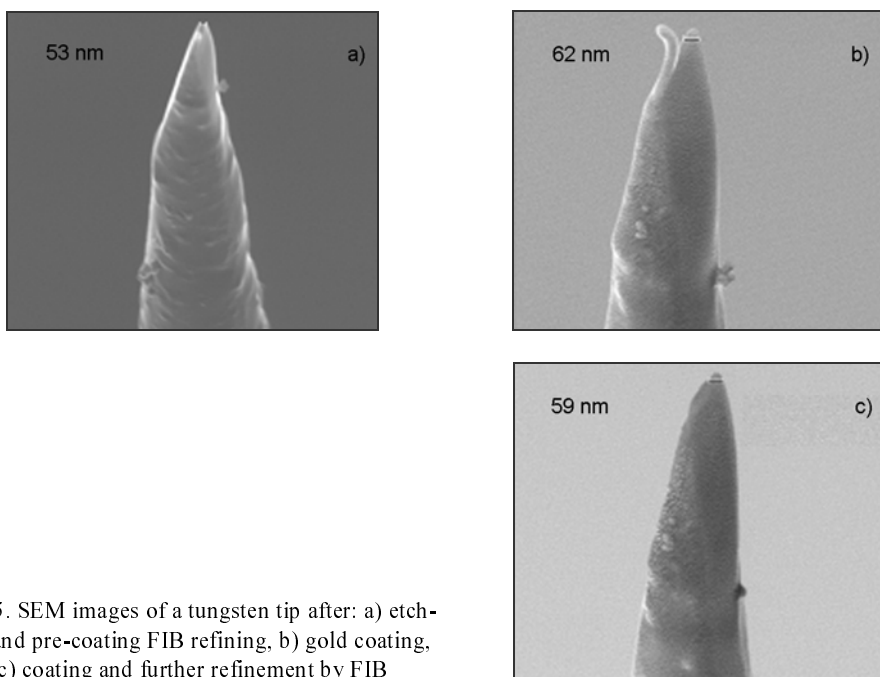 53 nm
a)
62 nm
b)
59 nm
c)
5. SEM images of a tungsten tip after: a) etch-
and pre-coating FIB refining, b) gold coating,
c) coating and further refinement by FIB